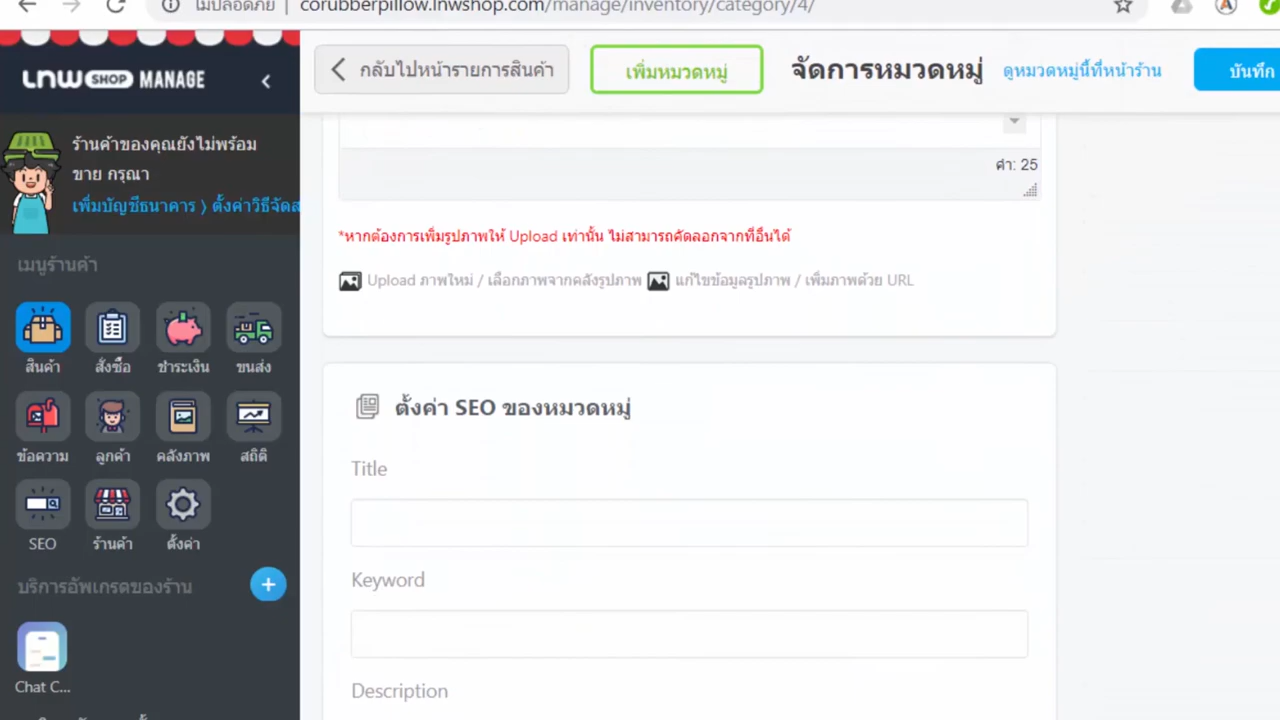 ไม่ปลอดภัย | corubberpillow.lnwshop.com/manage/inventory/category/4/
LnW SHOP MANAGE
กลับไปหน้ารายการสินค้า
เพิ่มหมวดหมู่
จัดการหมวดหมู่
ดูหมวดหมู่นี้ที่หน้าร้าน
บันทึก
ร้านค้าของคุณยังไม่พร้อม
ขาย กรุณา
เพิ่มบัญชีธนาคาร ⟩ ตั้งค่าวิธีจัดส
เมนูร้านค้า
สินค้า สั่งซื้อ ชำระเงิน ขนส่ง
ข้อความ ลูกค้า คลังภาพ สถิติ
SEO ร้านค้า ตั้งค่า
บริการอัพเกรดของร้าน
Chat C...
คำ: 25
*หากต้องการเพิ่มรูปภาพให้ Upload เท่านั้น ไม่สามารถคัดลอกจากที่อื่นได้
Upload ภาพใหม่ / เลือกภาพจากคลังรูปภาพ แก้ไขข้อมูลรูปภาพ / เพิ่มภาพด้วย URL
ตั้งค่า SEO ของหมวดหมู่
Title
Keyword
Description